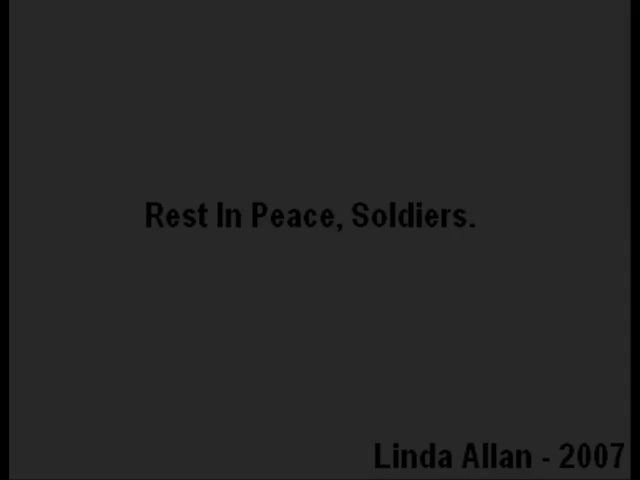 Rest In Peace, Soldiers.
Linda Allan - 2007